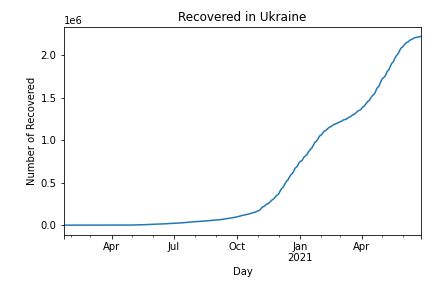 Recovered in Ukraine
1e6
Number of Recovered
2.0
1.5
1.0
0.5
0.0
Apr Jul Oct Jan Apr
2021
Day